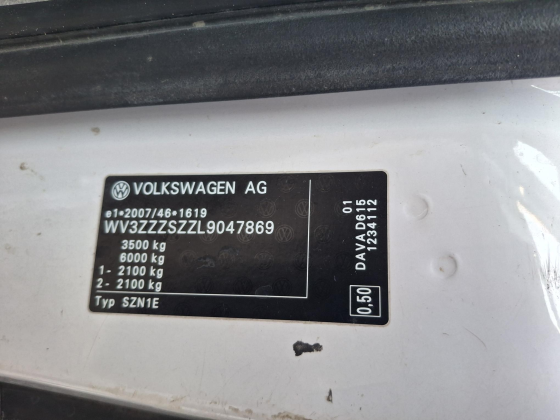 VOLKSWAGEN AG
e1*2007/46*1619
WV3ZZZSZZL9047869
3500 kg
6000 kg
1- 2100 kg
2- 2100 kg
Typ SZN1E
01
DAVA D615
1234112
0,50